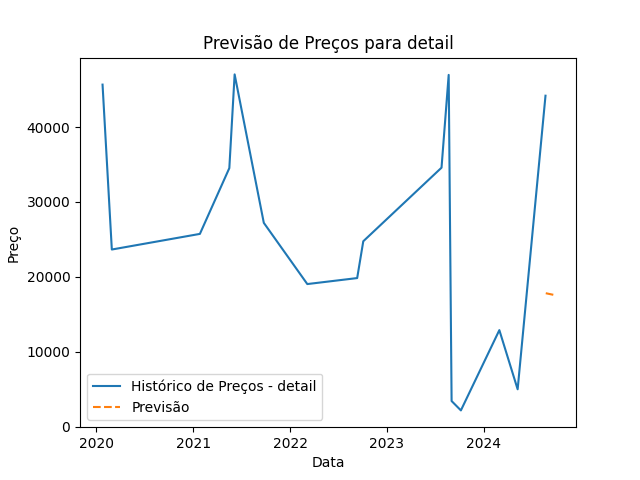 Previsão de Preços para detail
Preço
40000
30000
20000
10000
0
Histórico de Preços - detail
Previsão
2020 2021 2022 2023 2024
Data